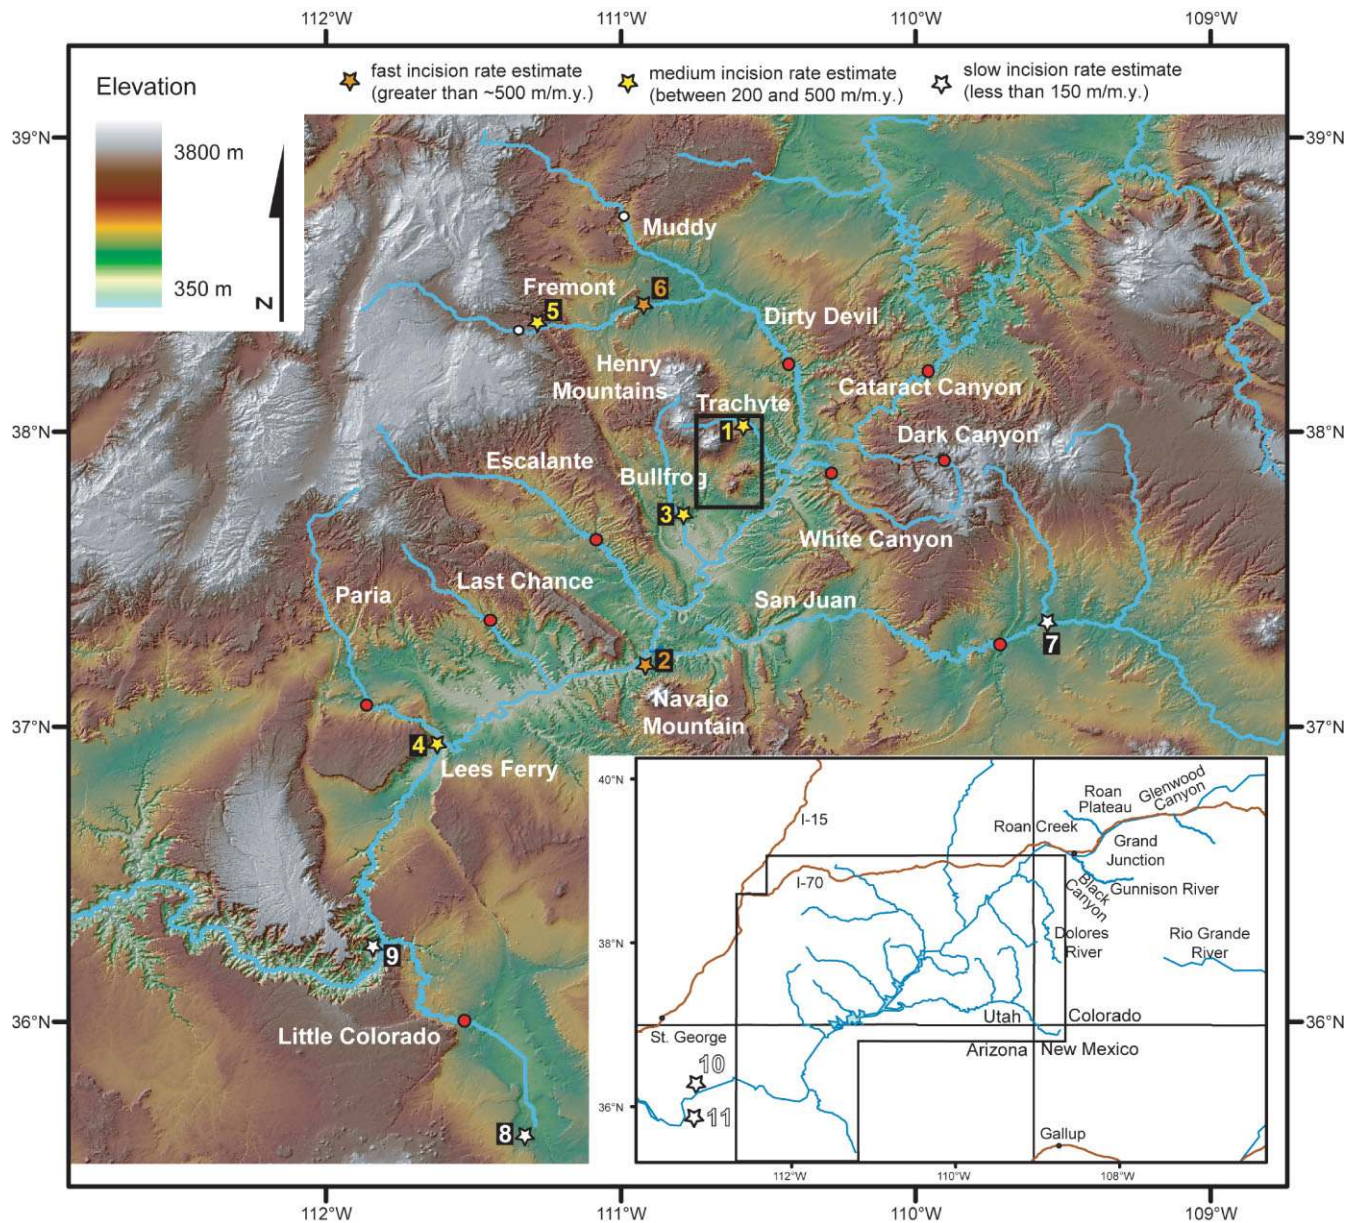 112°W
111°W
110°W
109°W
Elevation
3800 m
350 m
N
fast incision rate estimate
(greater than ~500 m/m.y.)
medium incision rate estimate
(between 200 and 500 m/m.y.)
slow incision rate estimate
(less than 150 m/m.y.)
39°N
39°N
Muddy
Fremont
6
5
Dirty Devil
Henry
Mountains
Cataract Canyon
Trachyte
1
38°N
38°N
Dark Canyon
Escalante
Bullfrog
3
White Canyon
Last Chance
Paria
San Juan
7
2
Navajo
Mountain
37°N
37°N
4
Lees Ferry
9
36°N
36°N
Little Colorado
8
40°N
38°N
36°N
I-15
I-70
Roan
Plateau
Glenwood
Canyon
Roan Creek
Grand
Junction
Black
Canyon
Gunnison River
Dolores
River
Rio Grande
River
Utah
Colorado
Arizona
New Mexico
St. George
10
11
Gallup
112°W
110°W
108°W
112°W
111°W
110°W
109°W